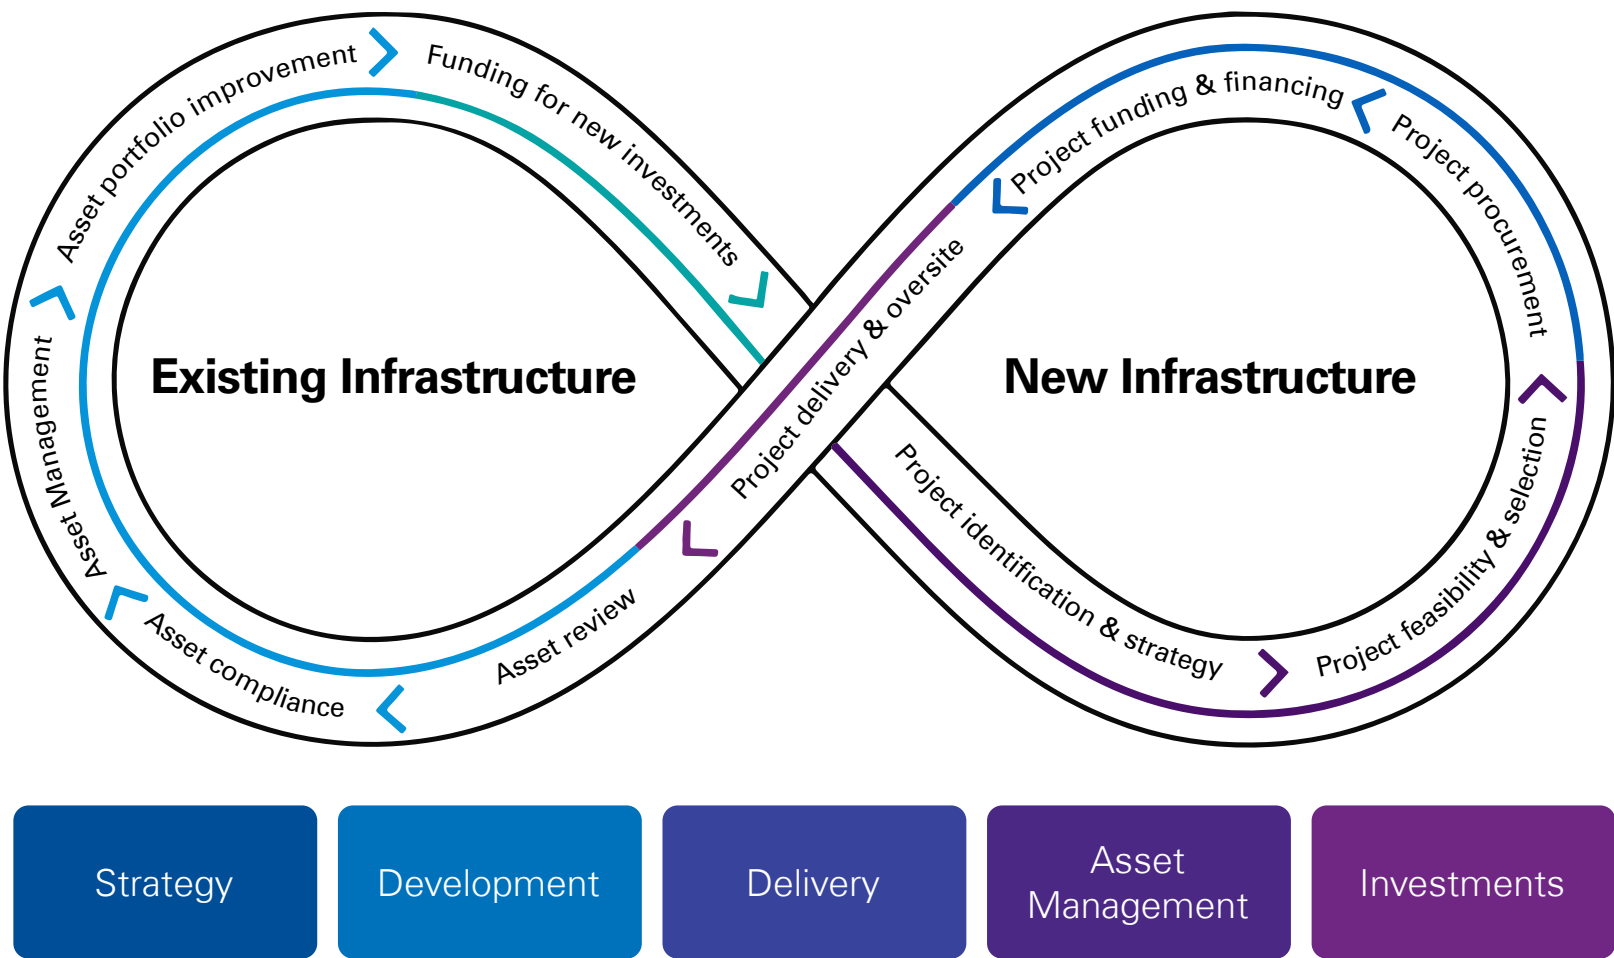 Asset portfolio improvement
Funding for new investments
Project funding & financing
Project procurement
Project delivery & oversite
Existing Infrastructure
New Infrastructure
Asset Management
Project identification & strategy
Project feasibility & selection
Asset compliance
Asset review
Strategy
Development
Delivery
Asset
Management
Investments